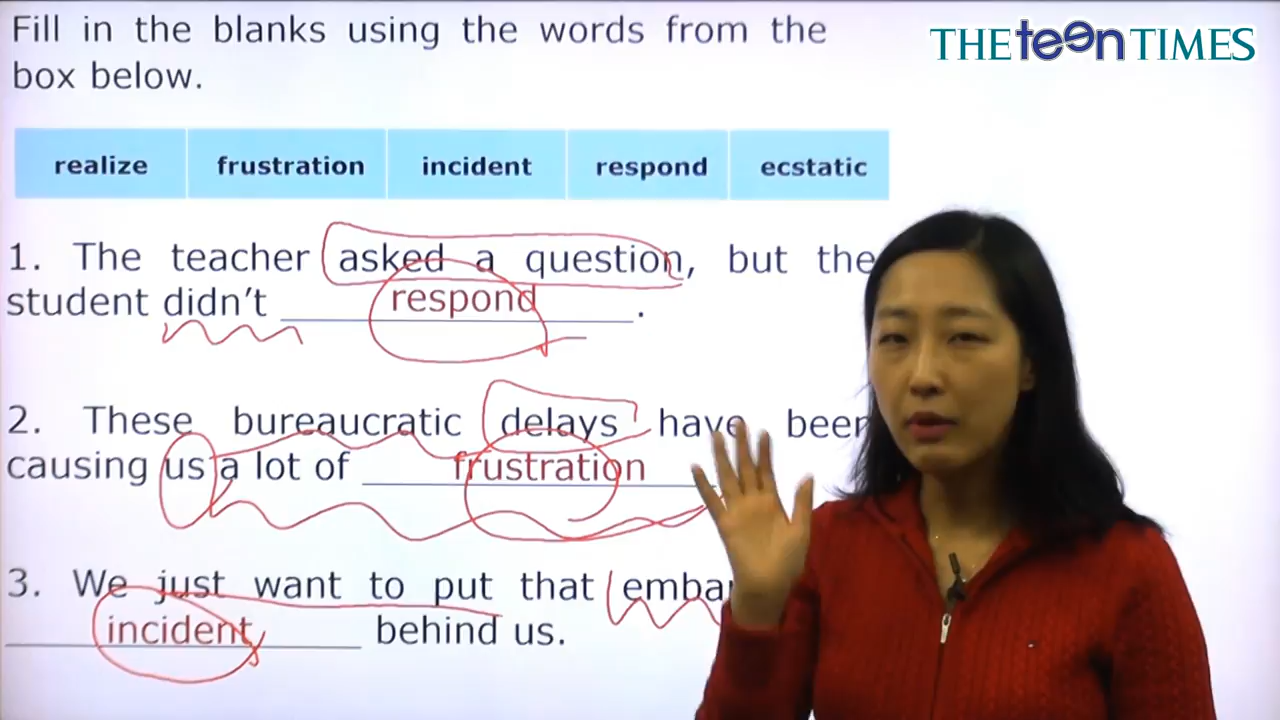 Fill in the blanks using the words from the
THE teen TIMES
box below.
realize frustration incident respond ecstatic
1. The teacher asked a question, but the
student didn't respond.
2. These bureaucratic delays have been
causing us a lot of frustration
3. We just want to put that
incident behind us.